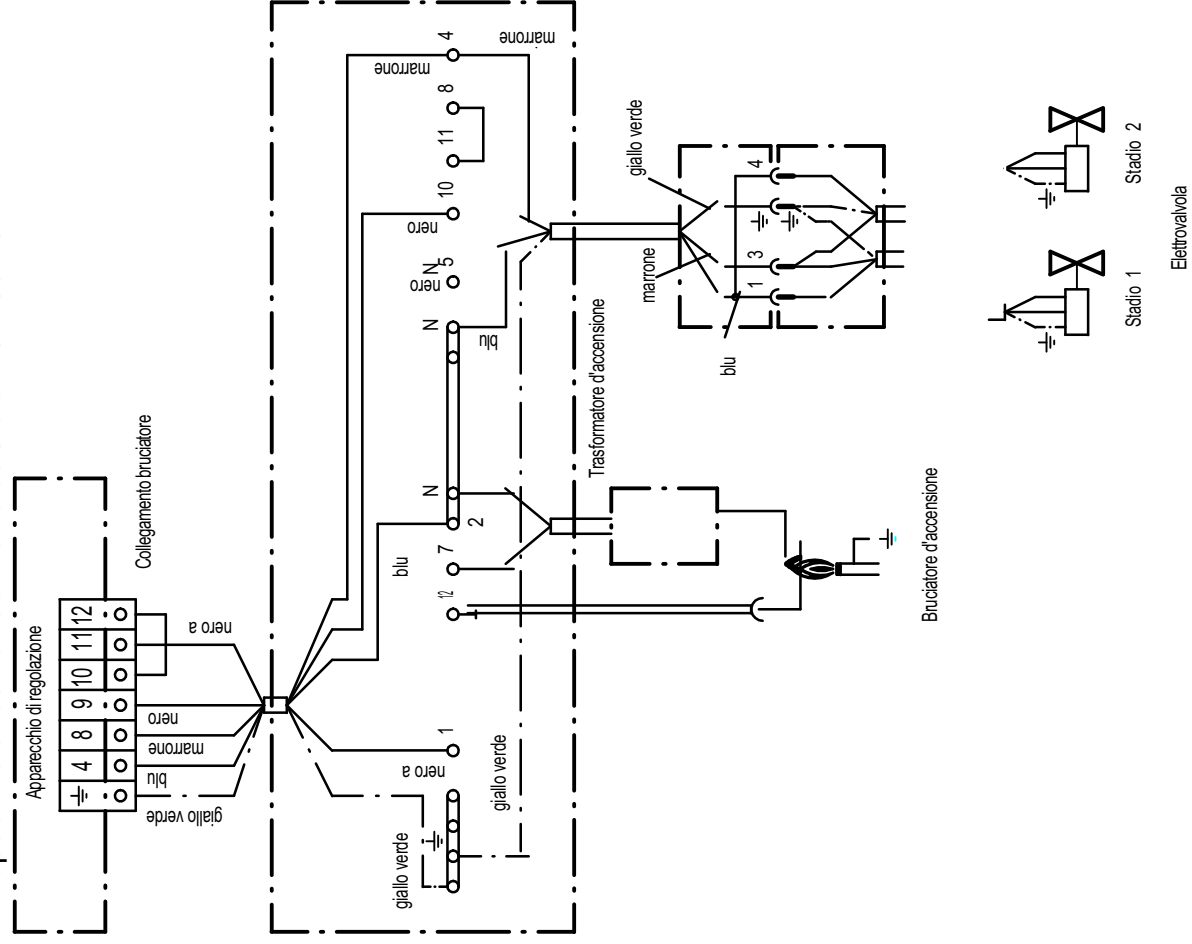 Apparecchio di regolazione
4 8 9 10 11 12
Collegamento bruciatore
giallo verde
blu
marrone
nero
nero a
marrone
4
marrone
8
11
10
nero
N
5
nero
N
blu
N
2
blu
7
12
1
nero a
giallo verde
giallo verde
Trasformatore d'accensione
giallo verde
marrone
blu
1
3
4
Bruciatore d'accensione
Stadio 1
Stadio 2
Elettrovalvola